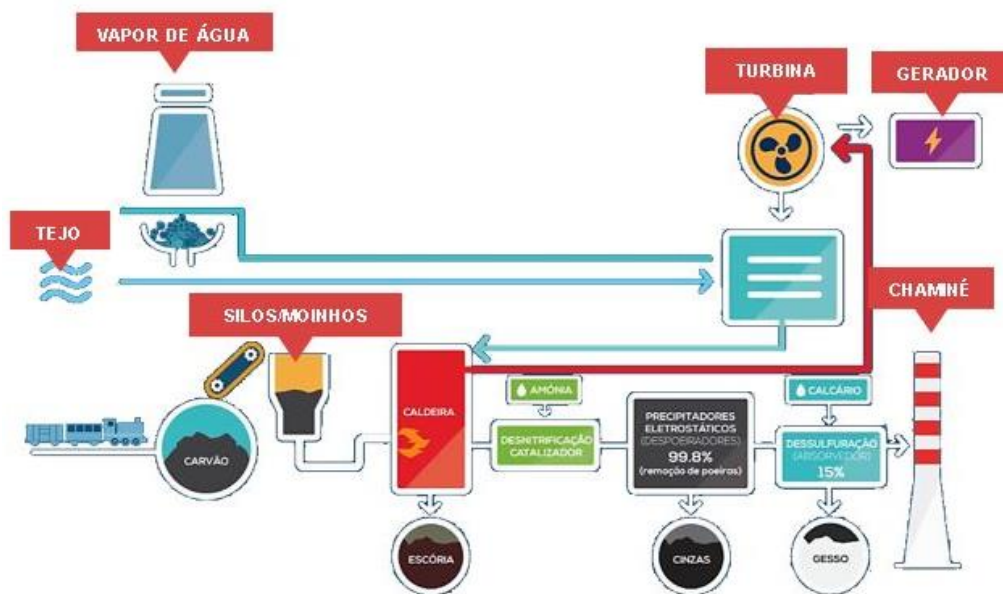 VAPOR DE ÁGUA
TURBINA
GERADOR
TEJO
CHAMINÉ
SILOS/MOINHOS
AMÓNIA
CALCÁRIO
CALDEIRA
CARVÃO
DESNITRIFICAÇÃO
CATALIZADOR
PRECIPITADORES
ELETROSTÁTICOS
(DESPOEIRADORES)
99.8%
(remoção de poeiras)
DESSULFURAÇÃO
(ABSORVEDOR)
15%
ESCÓRIA
CINZAS
GESSO